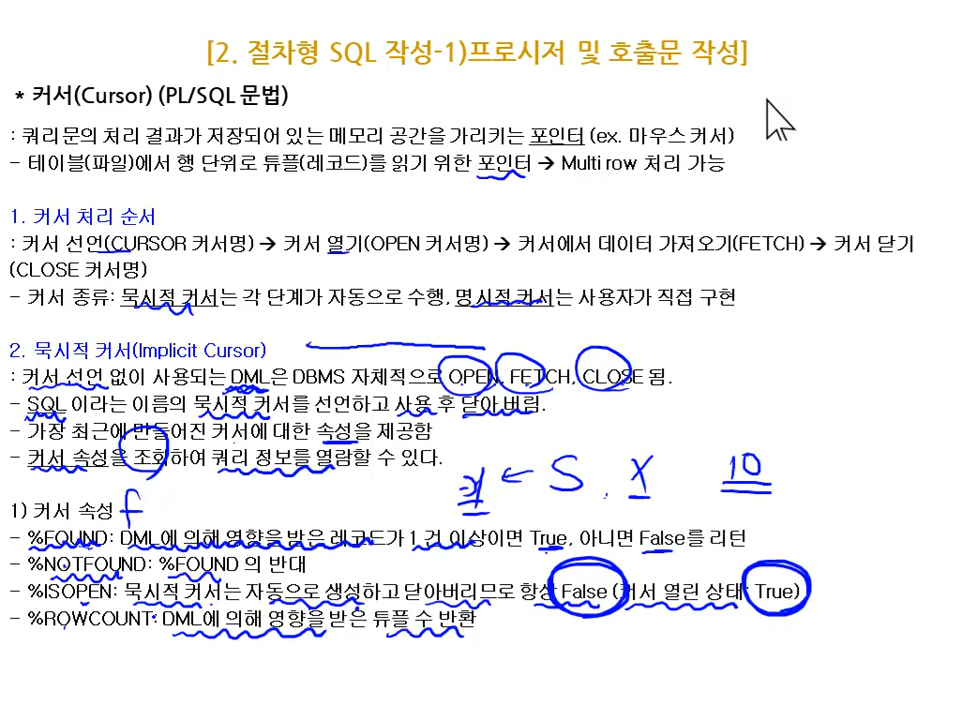 [2. 절차형 SQL 작성-1)프로시저 및 호출문 작성]
* 커서(Cursor) (PL/SQL 문법)
: 쿼리문의 처리 결과가 저장되어 있는 메모리 공간을 가리키는 포인터 (ex. 마우스 커서)
- 테이블(파일)에서 행 단위로 튜플(레코드)를 읽기 위한 포인터 → Multi row 처리 가능
1. 커서 처리 순서
: 커서 선언(CURSOR 커서명) → 커서 열기(OPEN 커서명) → 커서에서 데이터 가져오기(FETCH) → 커서 닫기
(CLOSE 커서명)
- 커서 종류: 묵시적 커서는 각 단계가 자동으로 수행, 명시적 커서는 사용자가 직접 구현
2. 묵시적 커서(Implicit Cursor)
: 커서 선언 없이 사용되는 DML은 DBMS 자체적으로 OPEN, FETCH, CLOSE 됨.
- SQL 이라는 이름의 묵시적 커서를 선언하고 사용 후 닫아 버림.
- 가장 최근에 만들어진 커서에 대한 속성을 제공함
- 커서 속성을 조회하여 쿼리 정보를 열람할 수 있다.
← S X 10
1) 커서 속성 f
- %FOUND: DML에 의해 영향을 받은 레코드가 1 건 이상이면 True, 아니면 False를 리턴
- %NOTFOUND: %FOUND 의 반대
- %ISOPEN: 묵시적 커서는 자동으로 생성하고 닫아버리므로 항상 False (커서 열린 상태: True)
- %ROWCOUNT: DML에 의해 영향을 받은 튜플 수 반환